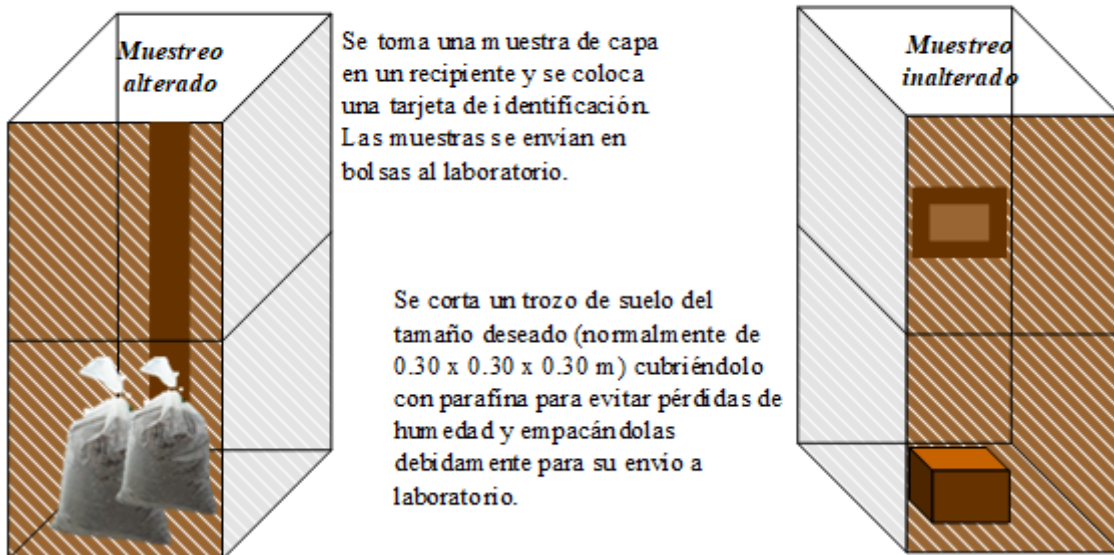 Muestreo
alterado
Se toma una muestra de capa
en un recipiente y se coloca
una tarjeta de identificación.
Las muestras se envían en
bolsas al laboratorio.
Muestreo
inalterado
Se corta un trozo de suelo del
tamaño deseado (normalmente de
0.30 x 0.30 x 0.30 m) cubriéndolo
con parafina para evitar pérdidas de
humedad y empacándolas
debidamente para su envío a
laboratorio.